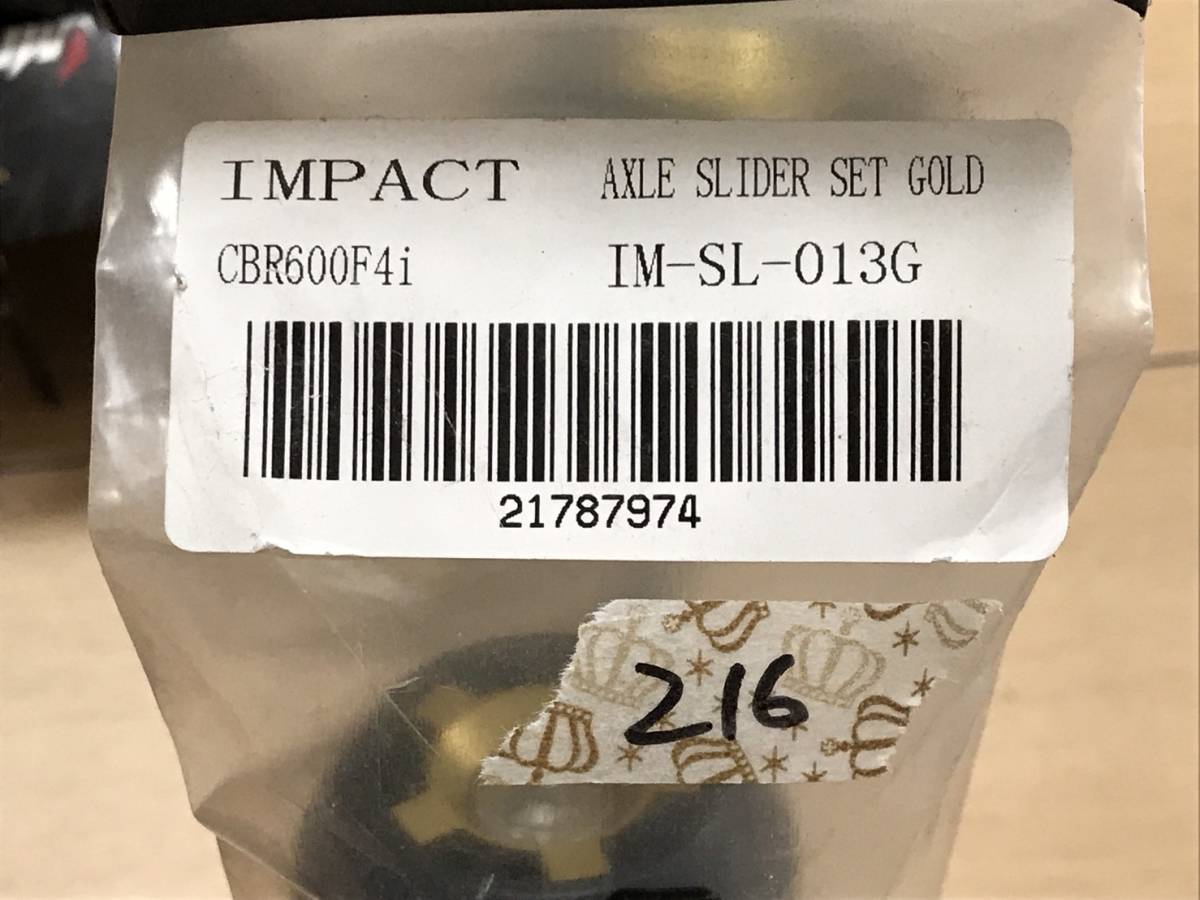 IMPACT AXLE SLIDER SET GOLD
CBR600F4i IM-SL-013G
21787974
216